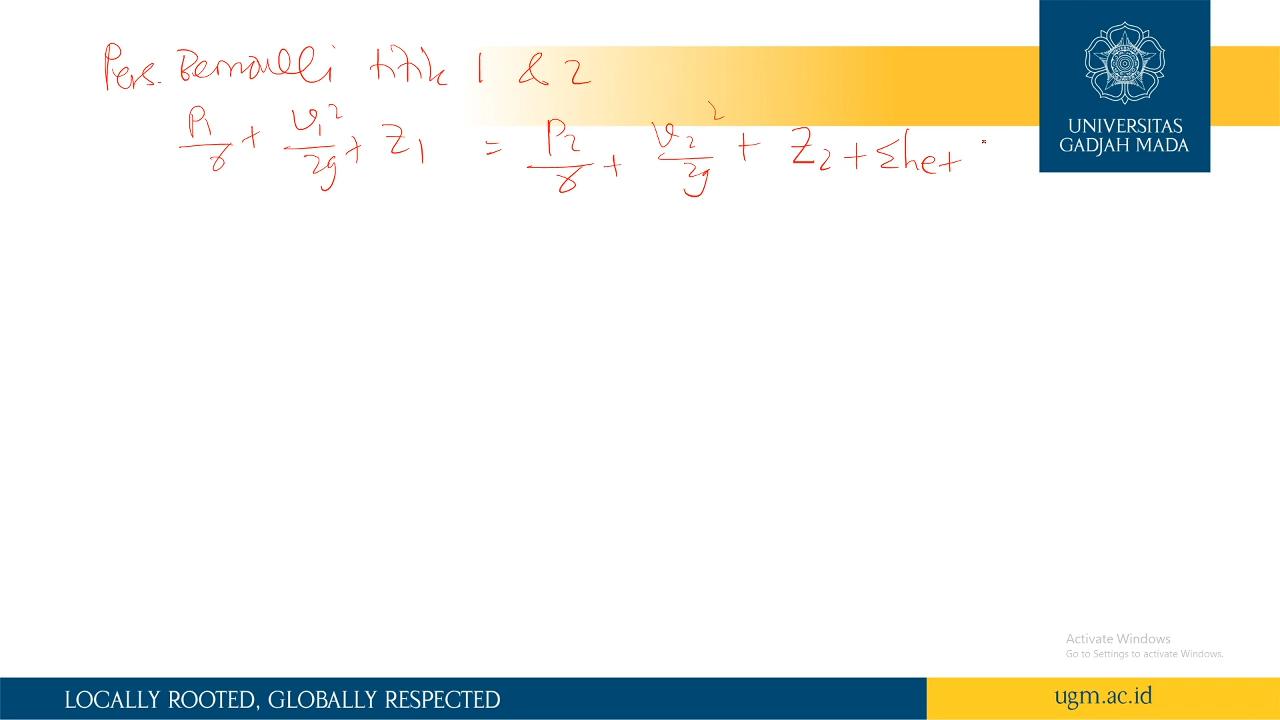 Pers. Bernoulli titik 1 & 2
P1/γ + v1²/2g + Z1 = P2/γ + v2²/2g + Z2 + Σhe +
UNIVERSITAS
GADJAH MADA
Activate Windows
Go to Settings to activate Windows.
LOCALLY ROOTED, GLOBALLY RESPECTED
ugm.ac.id